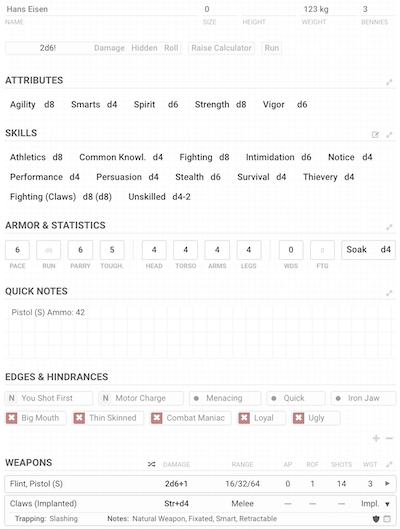 Hans Eisen 0 123 kg 3
NAME SIZE HEIGHT WEIGHT BENNIES
2d6! Damage Hidden Roll Raise Calculator Run
ATTRIBUTES
Agility d8 Smarts d4 Spirit d6 Strength d8 Vigor d6
SKILLS
Athletics d8 Common Knowl. d4 Fighting d8 Intimidation d6 Notice d4
Performance d4 Persuasion d4 Stealth d6 Survival d4 Thievery d4
Fighting (Claws) d8 (d8) Unskilled d4-2
ARMOR & STATISTICS
6 d8 6 5 4 4 4 4 0 0 Soak d4
PACE RUN PARRY TOUGH. HEAD TORSO ARMS LEGS WDS FTG
QUICK NOTES
Pistol (S) Ammo: 42
EDGES & HINDRANCES
N You Shot First N Motor Charge Menacing Quick Iron Jaw
Big Mouth Thin Skinned Combat Maniac Loyal Ugly
WEAPONS DAMAGE RANGE AP ROF SHOTS WGT
Flint, Pistol (S) 2d6+1 16/32/64 0 1 14 3
Claws (Implanted) Str+d4 Melee — — — Impl.
Trapping: Slashing Notes: Natural Weapon, Fixated, Smart, Retractable